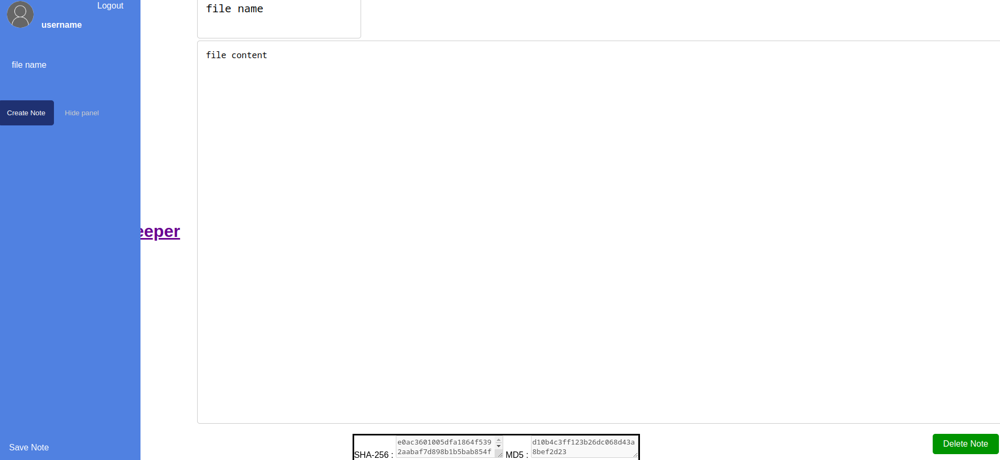 Logout
username
file name
Create Note
Hide panel
Save Note
eeper
file name
file content
SHA-256 :
e0ac3601005dfa1864f539
2aabaf7d898b1b5bab854f
MD5 :
d10b4c3ff123b26dc068d43a
8bef2d23
Delete Note